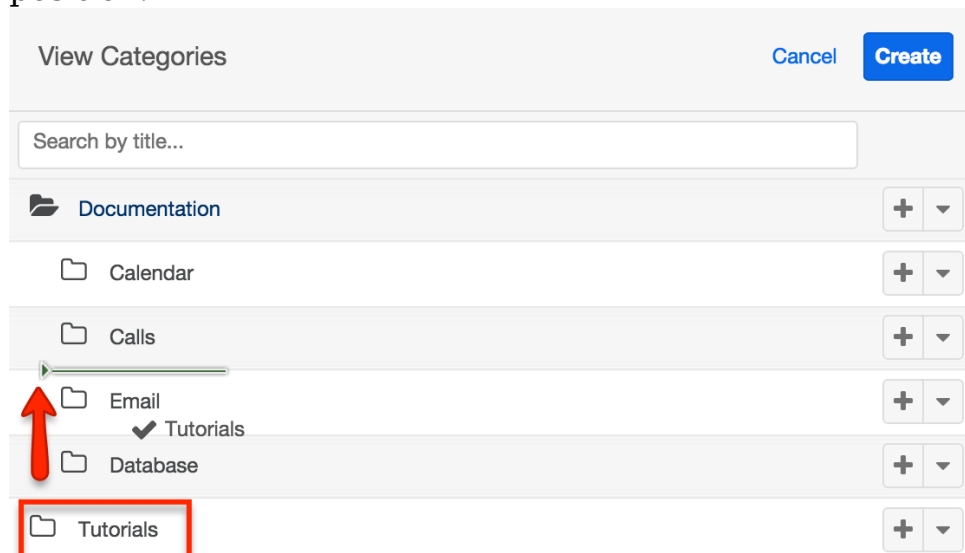 View Categories
Cancel
Create
Search by title...
Documentation
Calendar
Calls
Email
Tutorials
Database
Tutorials